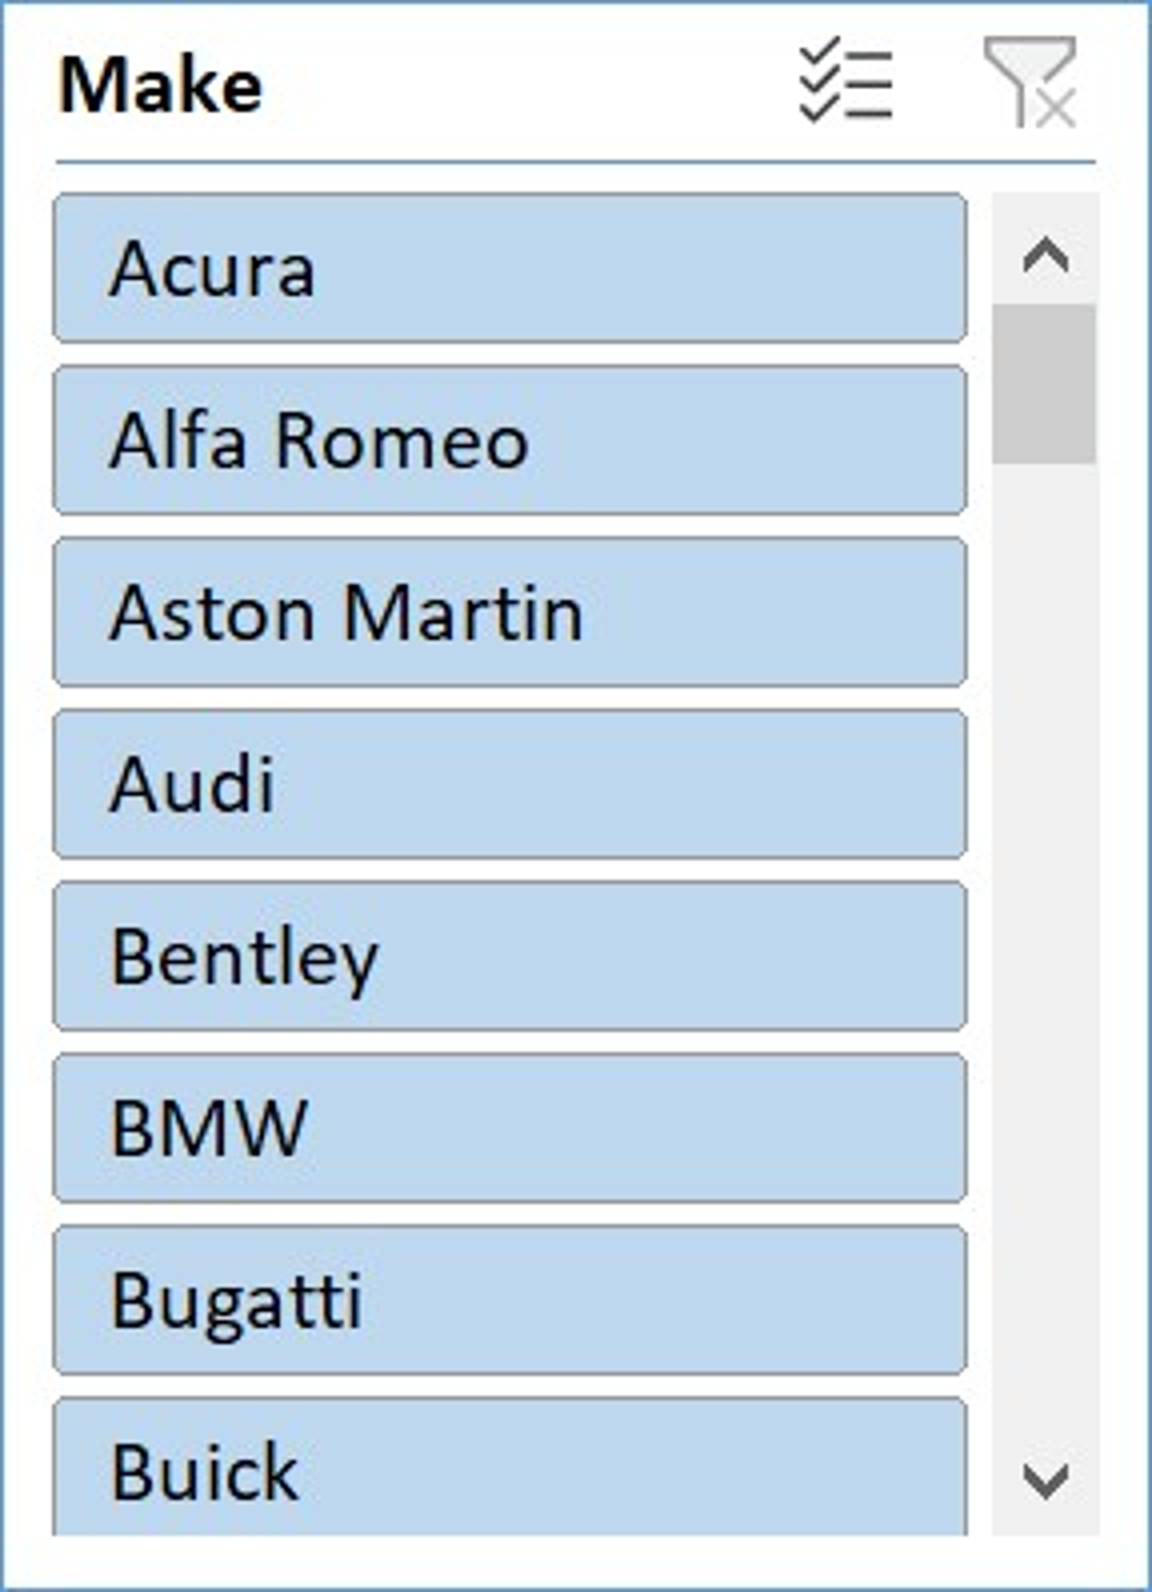 Make
Acura
Alfa Romeo
Aston Martin
Audi
Bentley
BMW
Bugatti
Buick